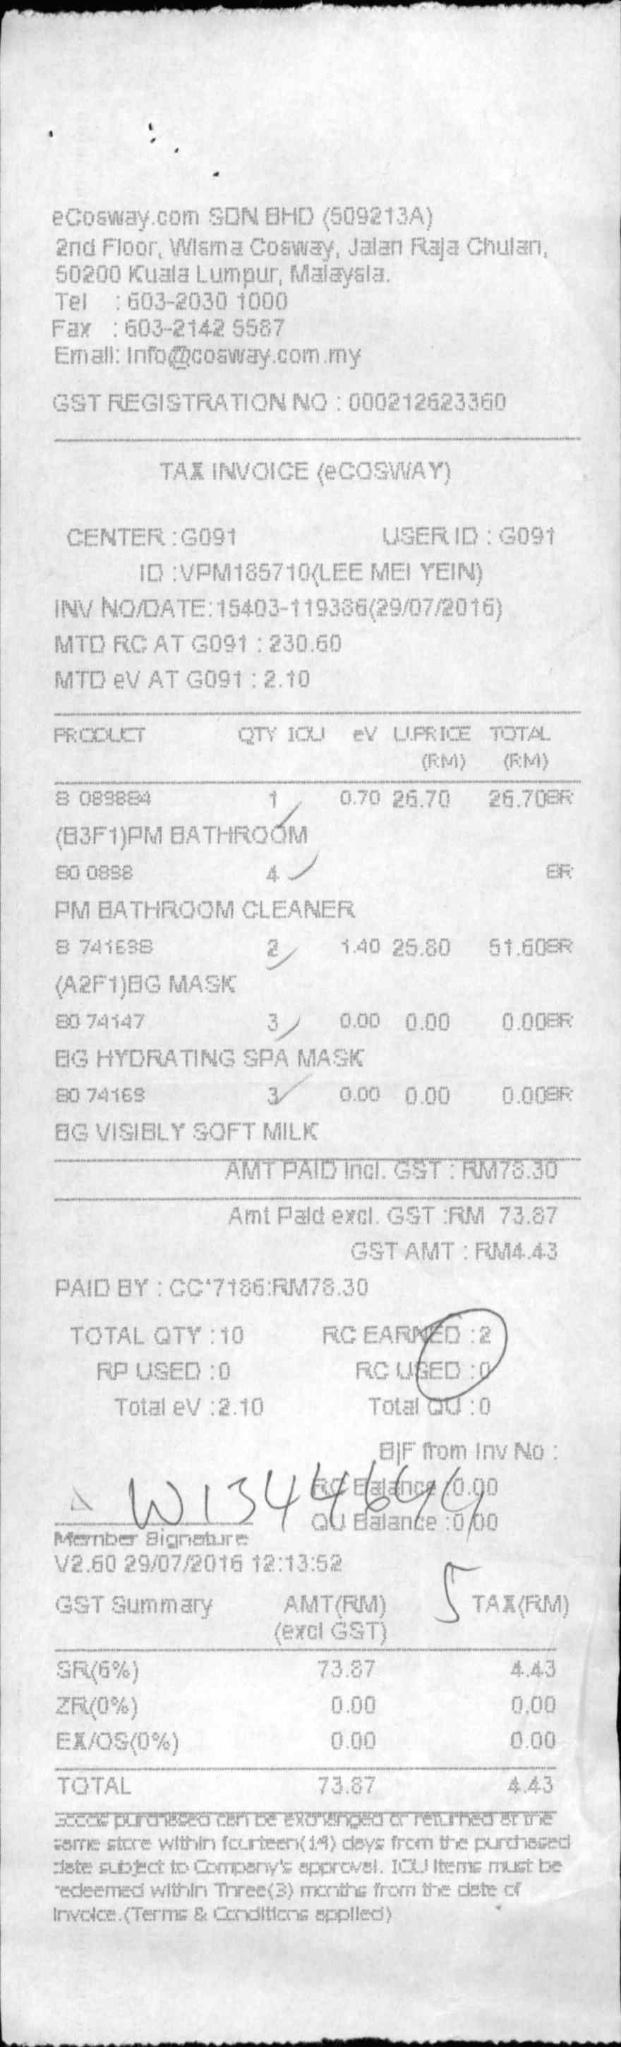 eCosway.com SDN BHD (509213A)
2nd Floor, Wisma Cosway, Jalan Raja Chulan,
50200 Kuala Lumpur, Malaysia.
Tel : 603-2030 1000
Fax : 603-2142 5587
Email: Info@cosway.com.my
GST REGISTRATION NO : 000212623360
TAX INVOICE (eCOSWAY)
CENTER : G091 USER ID : G091
ID : VPM185710(LEE MEI YEIN)
INV NO/DATE: 15403-119386(29/07/2016)
MTD RC AT G091 : 230.60
MTD eV AT G091 : 2.10
PRODUCT QTY IOU eV U.PRICE TOTAL
(RM) (RM)
B 089884 1 0.70 26.70 26.70SR
(B3F1)PM BATHROOM
80 0898 4 SR
PM BATHROOM CLEANER
B 2 1.40 25.80 51.60SR
(A2F1)BG MASK
80 74147 3 0.00 0.00 0.00SR
BG HYDRATING SPA MASK
80 74169 3 0.00 0.00 0.00SR
BG VISIBLY SOFT MILK
AMT PAID Incl. GST : RM78.30
Amt Paid excl. GST :RM 73.87
GST AMT : RM4.43
PAID BY : CC*7186:RM78.30
TOTAL QTY : 10 RC EARNED : 2
RP USED : 0 RC USED : 0
Total eV : 2.10 Total QU : 0
B/F from Inv No :
RC Balance : 0.00
W1344644
QU Balance : 0.00
Member Signature
V2.60 29/07/2016 12:13:52
5
GST Summary AMT(RM) TAX(RM)
(excl GST)
SR(6%) 73.87 4.43
ZR(0%) 0.00 0.00
EX/OS(0%) 0.00 0.00
TOTAL 73.87 4.43
Goods purchased can be exchanged or returned at the
same store within fourteen(14) days from the purchased
date subject to Company's approval. IOU Items must be
redeemed within Three(3) months from the date of
Invoice.(Terms & Conditions applied)